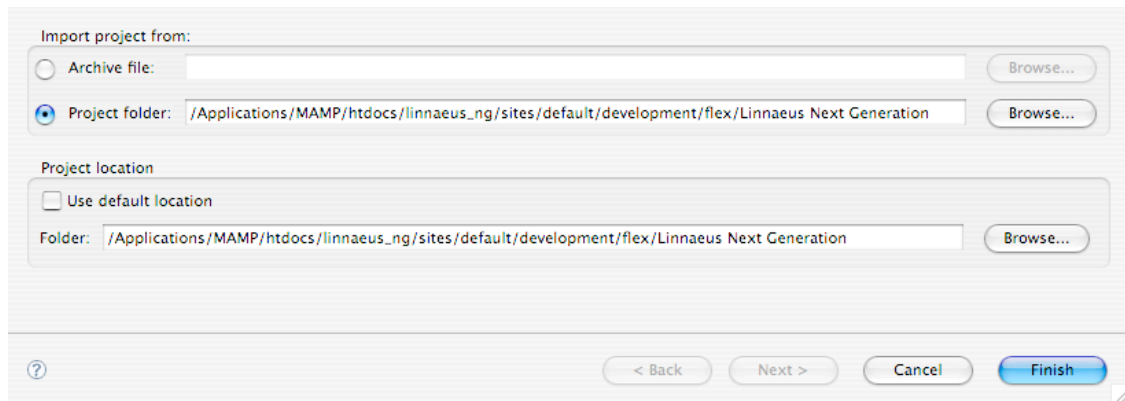 Import project from:
Archive file: Browse...
Project folder: /Applications/MAMP/htdocs/linnaeus_ng/sites/default/development/flex/Linnaeus Next Generation Browse...
Project location
Use default location
Folder: /Applications/MAMP/htdocs/linnaeus_ng/sites/default/development/flex/Linnaeus Next Generation Browse...
? < Back Next > Cancel Finish